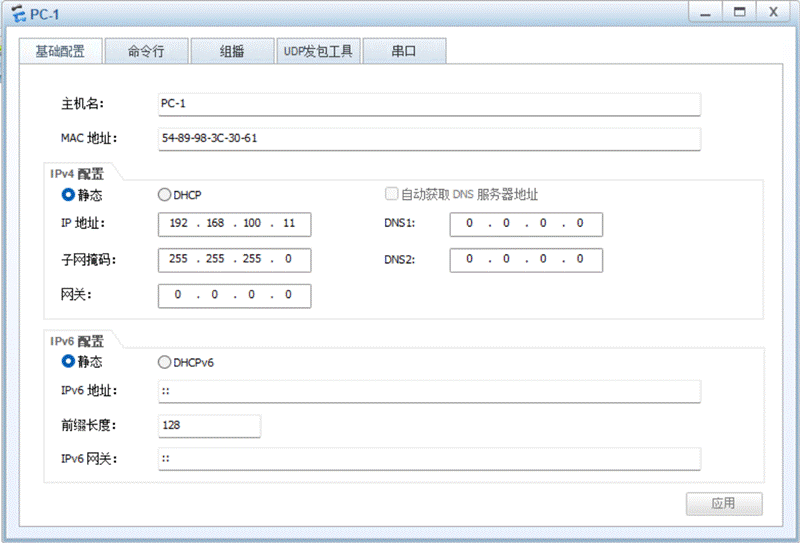 PC-1
基础配置 命令行 组播 UDP发包工具 串口
主机名: PC-1
MAC 地址: 54-89-98-3C-30-61
IPv4 配置
静态 DHCP 自动获取 DNS 服务器地址
IP 地址: 192 . 168 . 100 . 11 DNS1: 0 . 0 . 0 . 0
子网掩码: 255 . 255 . 255 . 0 DNS2: 0 . 0 . 0 . 0
网关: 0 . 0 . 0 . 0
IPv6 配置
静态 DHCPv6
IPv6 地址: ::
前缀长度: 128
IPv6 网关: ::
应用